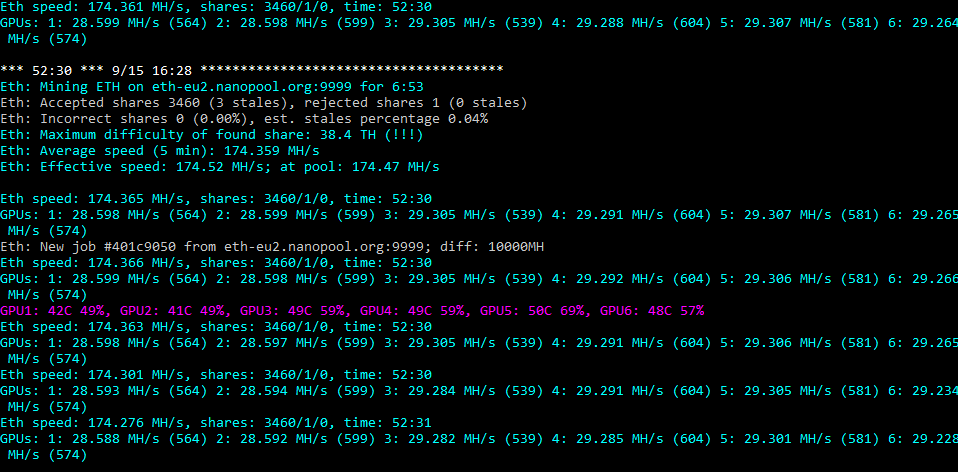 Eth speed: 174.361 MH/s, shares: 3460/1/0, time: 52:30
GPUs: 1: 28.599 MH/s (564) 2: 28.598 MH/s (599) 3: 29.305 MH/s (539) 4: 29.288 MH/s (604) 5: 29.307 MH/s (581) 6: 29.264
MH/s (574)
*** 52:30 *** 9/15 16:28 **************************************
Eth: Mining ETH on eth-eu2.nanopool.org:9999 for 6:53
Eth: Accepted shares 3460 (3 stales), rejected shares 1 (0 stales)
Eth: Incorrect shares 0 (0.00%), est. stales percentage 0.04%
Eth: Maximum difficulty of found share: 38.4 TH (!!!)
Eth: Average speed (5 min): 174.359 MH/s
Eth: Effective speed: 174.52 MH/s; at pool: 174.47 MH/s
Eth speed: 174.365 MH/s, shares: 3460/1/0, time: 52:30
GPUs: 1: 28.598 MH/s (564) 2: 28.599 MH/s (599) 3: 29.305 MH/s (539) 4: 29.291 MH/s (604) 5: 29.307 MH/s (581) 6: 29.265
MH/s (574)
Eth: New job #401c9050 from eth-eu2.nanopool.org:9999; diff: 10000MH
Eth speed: 174.366 MH/s, shares: 3460/1/0, time: 52:30
GPUs: 1: 28.599 MH/s (564) 2: 28.598 MH/s (599) 3: 29.305 MH/s (539) 4: 29.292 MH/s (604) 5: 29.306 MH/s (581) 6: 29.266
MH/s (574)
GPU1: 42C 49%, GPU2: 41C 49%, GPU3: 49C 59%, GPU4: 49C 59%, GPU5: 50C 69%, GPU6: 48C 57%
Eth speed: 174.363 MH/s, shares: 3460/1/0, time: 52:30
GPUs: 1: 28.598 MH/s (564) 2: 28.597 MH/s (599) 3: 29.305 MH/s (539) 4: 29.291 MH/s (604) 5: 29.306 MH/s (581) 6: 29.265
MH/s (574)
Eth speed: 174.301 MH/s, shares: 3460/1/0, time: 52:30
GPUs: 1: 28.593 MH/s (564) 2: 28.594 MH/s (599) 3: 29.284 MH/s (539) 4: 29.291 MH/s (604) 5: 29.305 MH/s (581) 6: 29.234
MH/s (574)
Eth speed: 174.276 MH/s, shares: 3460/1/0, time: 52:31
GPUs: 1: 28.588 MH/s (564) 2: 28.592 MH/s (599) 3: 29.282 MH/s (539) 4: 29.285 MH/s (604) 5: 29.301 MH/s (581) 6: 29.228
MH/s (574)